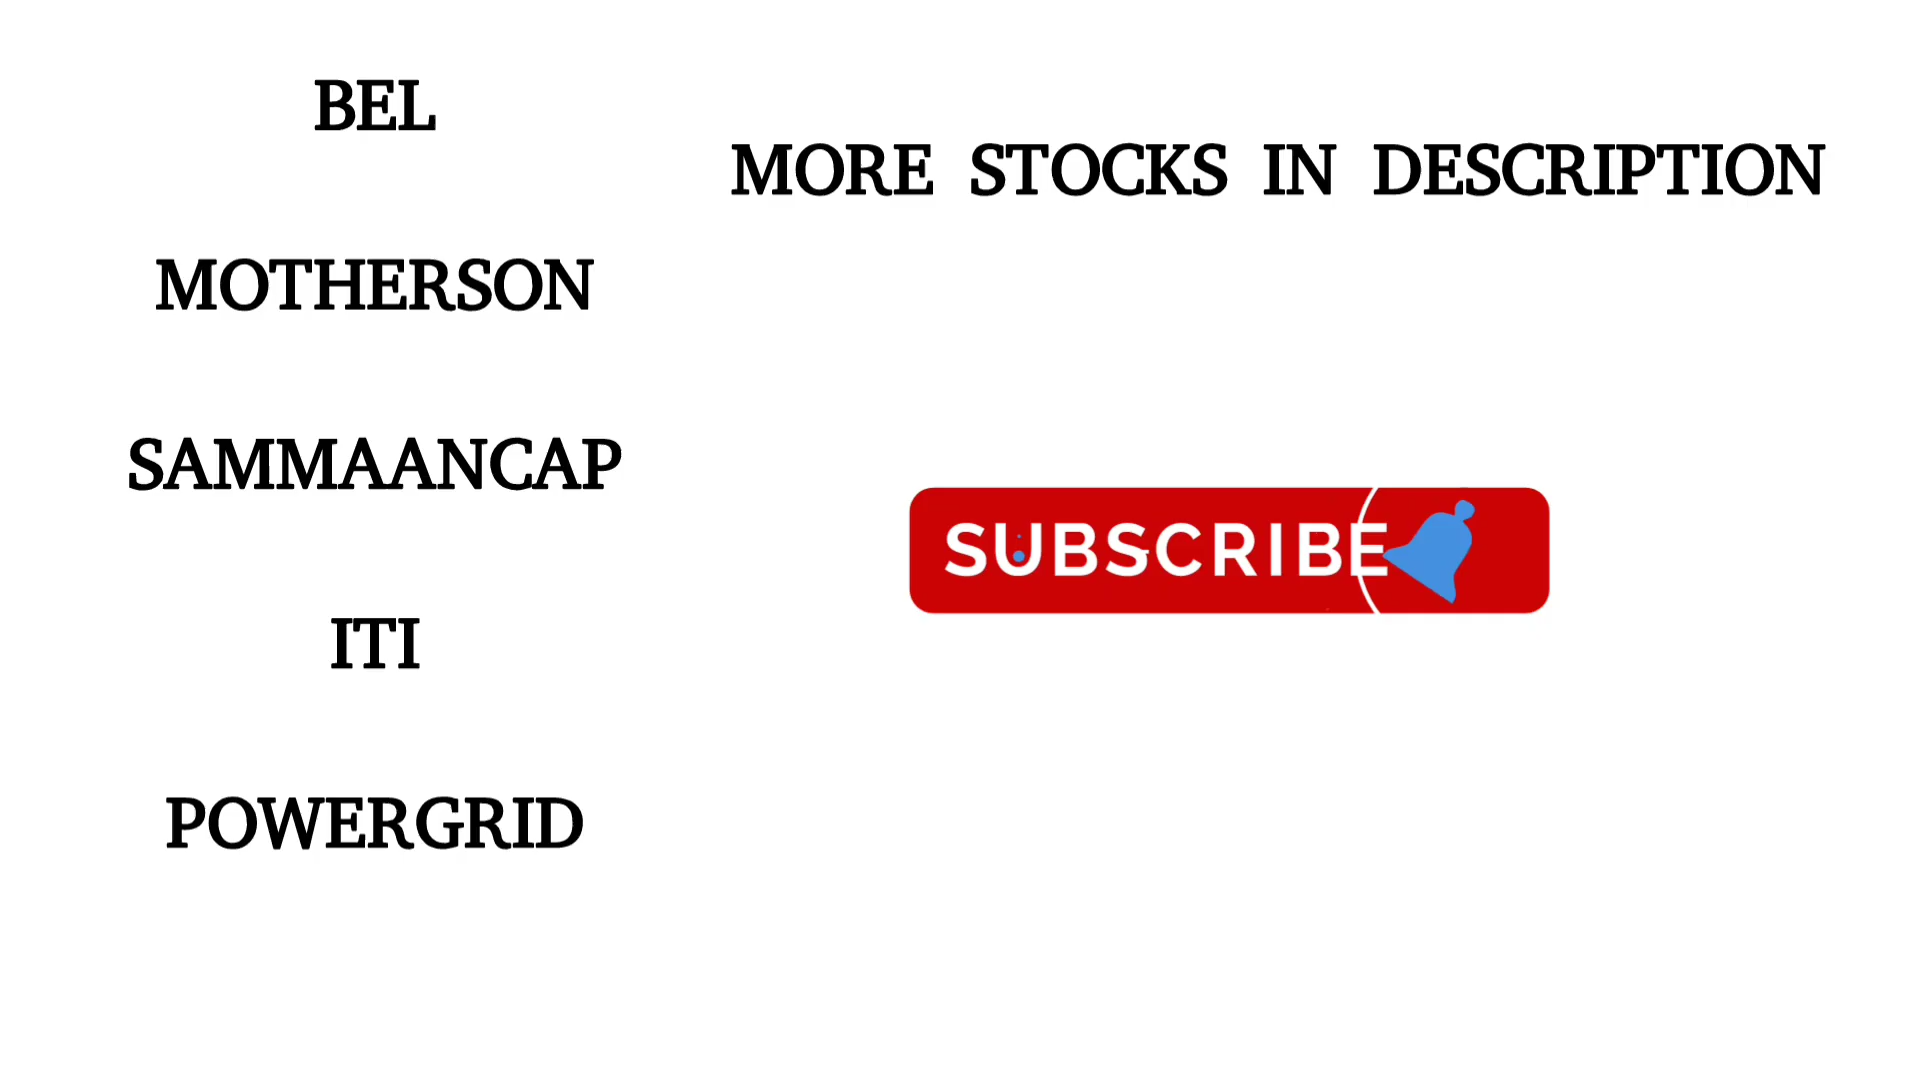 BEL
MOTHERSON
SAMMAANCAP
ITI
POWERGRID
MORE STOCKS IN DESCRIPTION
SUBSCRIBE